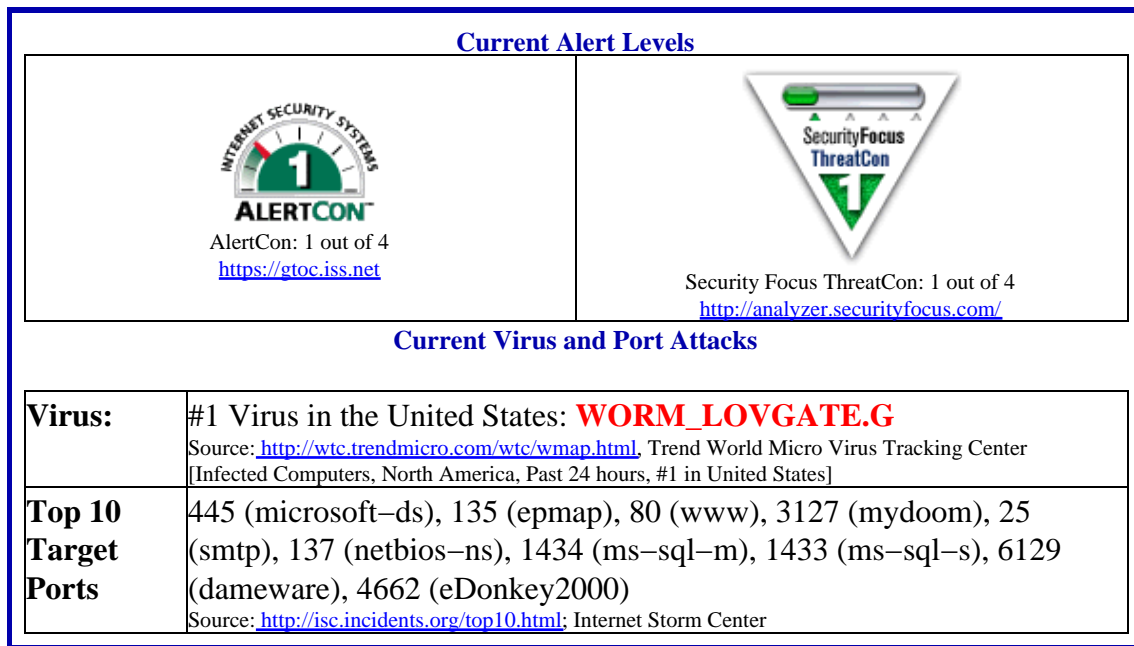 Current Alert Levels
INTERNET SECURITY SYSTEMS
1
ALERTCON™
AlertCon: 1 out of 4
https://gtoc.iss.net
SecurityFocus
ThreatCon
1
Security Focus ThreatCon: 1 out of 4
http://analyzer.securityfocus.com/
Current Virus and Port Attacks
Virus:
#1 Virus in the United States: WORM_LOVGATE.G
Source: http://wtc.trendmicro.com/wtc/wmap.html, Trend World Micro Virus Tracking Center
[Infected Computers, North America, Past 24 hours, #1 in United States]
Top 10
Target
Ports
445 (microsoft−ds), 135 (epmap), 80 (www), 3127 (mydoom), 25
(smtp), 137 (netbios−ns), 1434 (ms−sql−m), 1433 (ms−sql−s), 6129
(dameware), 4662 (eDonkey2000)
Source: http://isc.incidents.org/top10.html; Internet Storm Center